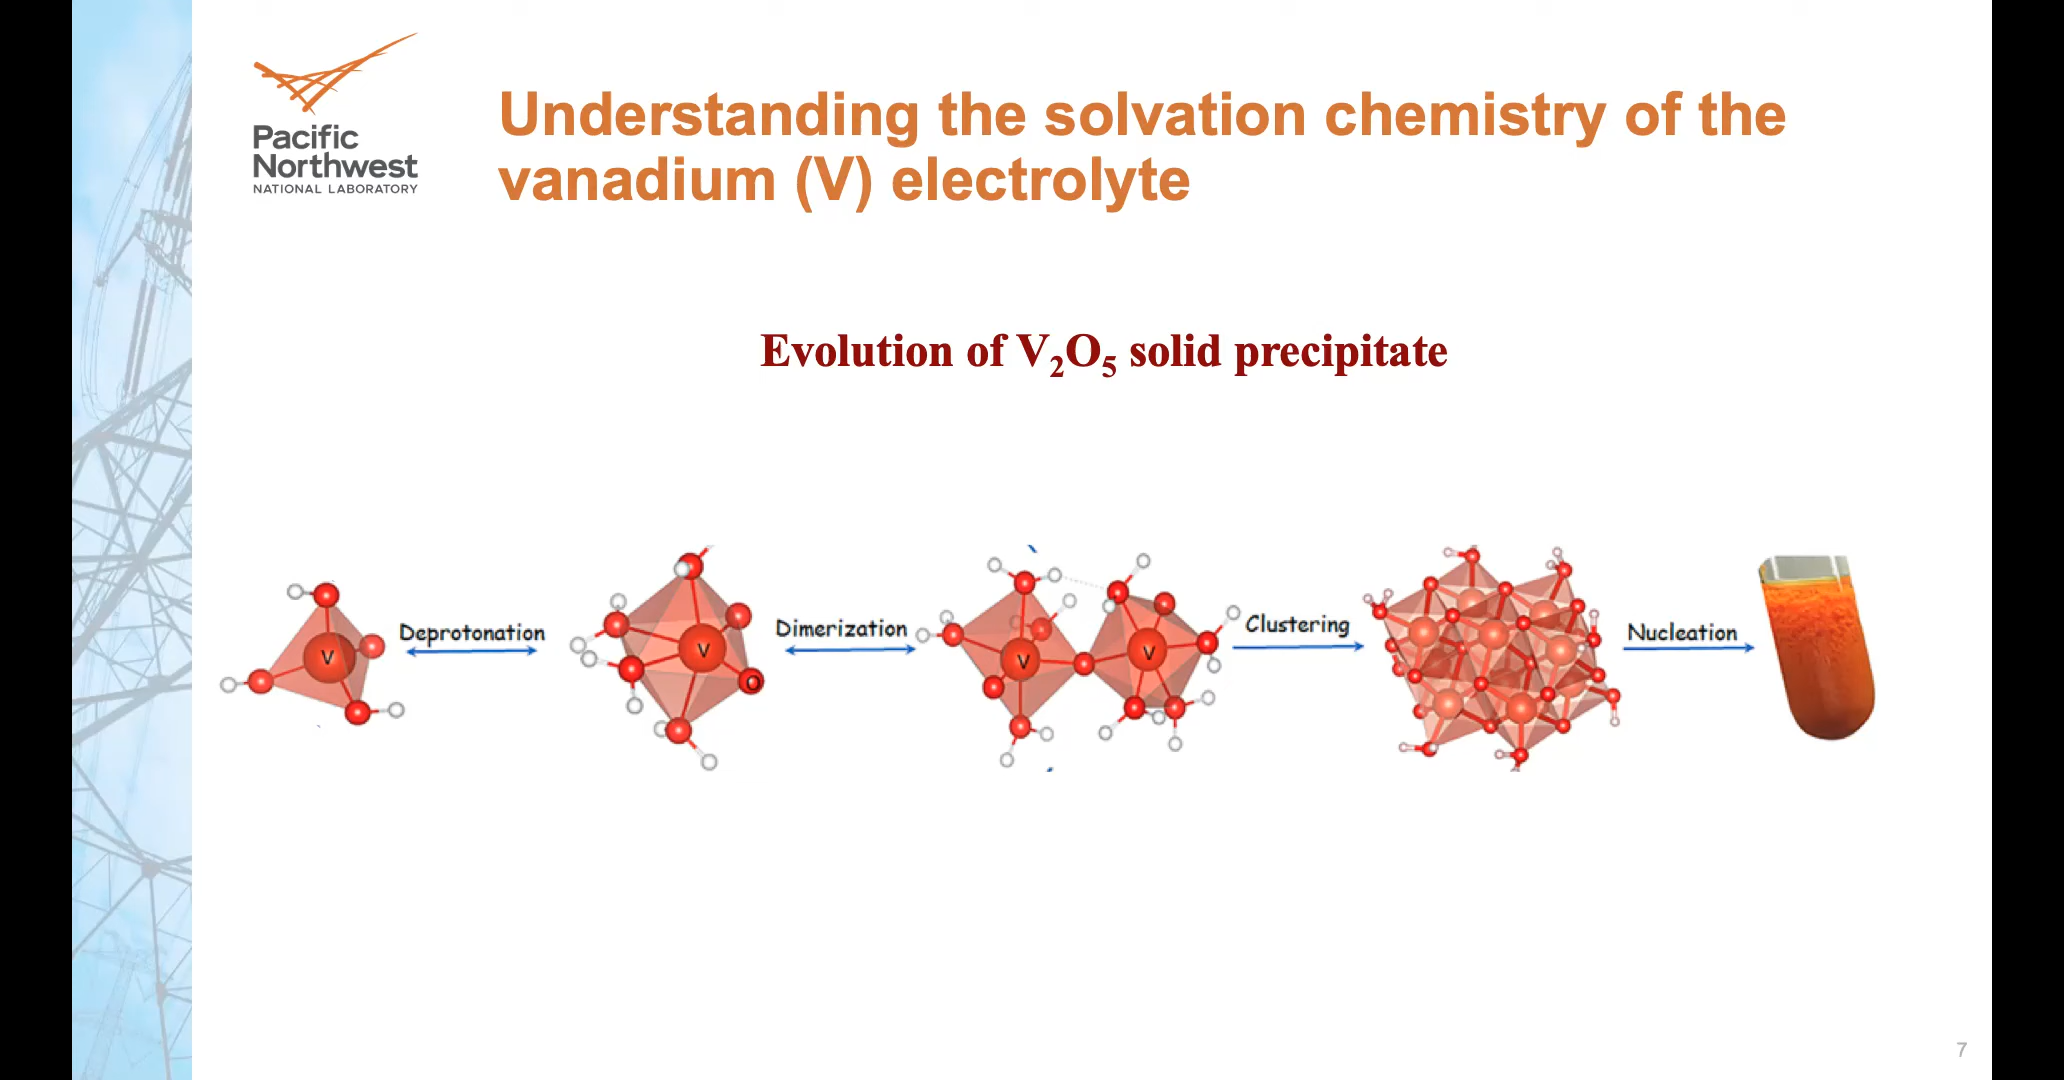 Pacific
Northwest
NATIONAL LABORATORY
Understanding the solvation chemistry of the
vanadium (V) electrolyte
Evolution of V₂O₅ solid precipitate
V
Deprotonation
V
O
Dimerization
V
V
Clustering
Nucleation
7